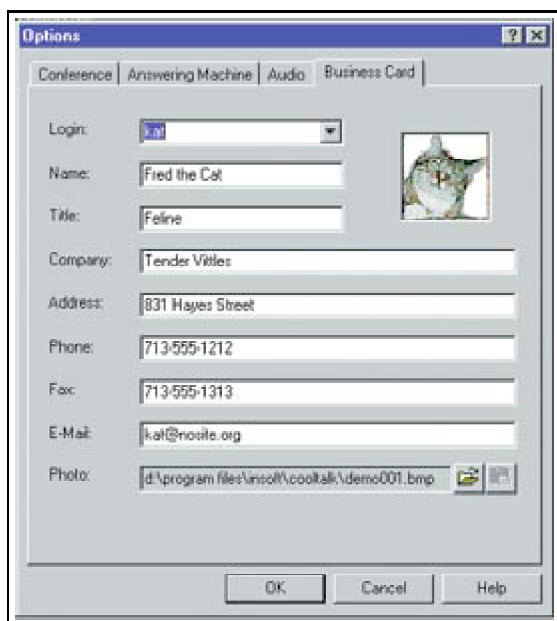 Options
Conference Answering Machine Audio Business Card
Login: kat
Name: Fred the Cat
Title: Feline
Company: Tender Vittles
Address: 831 Hayes Street
Phone: 713-555-1212
Fax: 713-555-1313
E-Mail: kat@nosite.org
Photo: d:\program files\insoft\cooltalk\demo001.bmp
OK Cancel Help